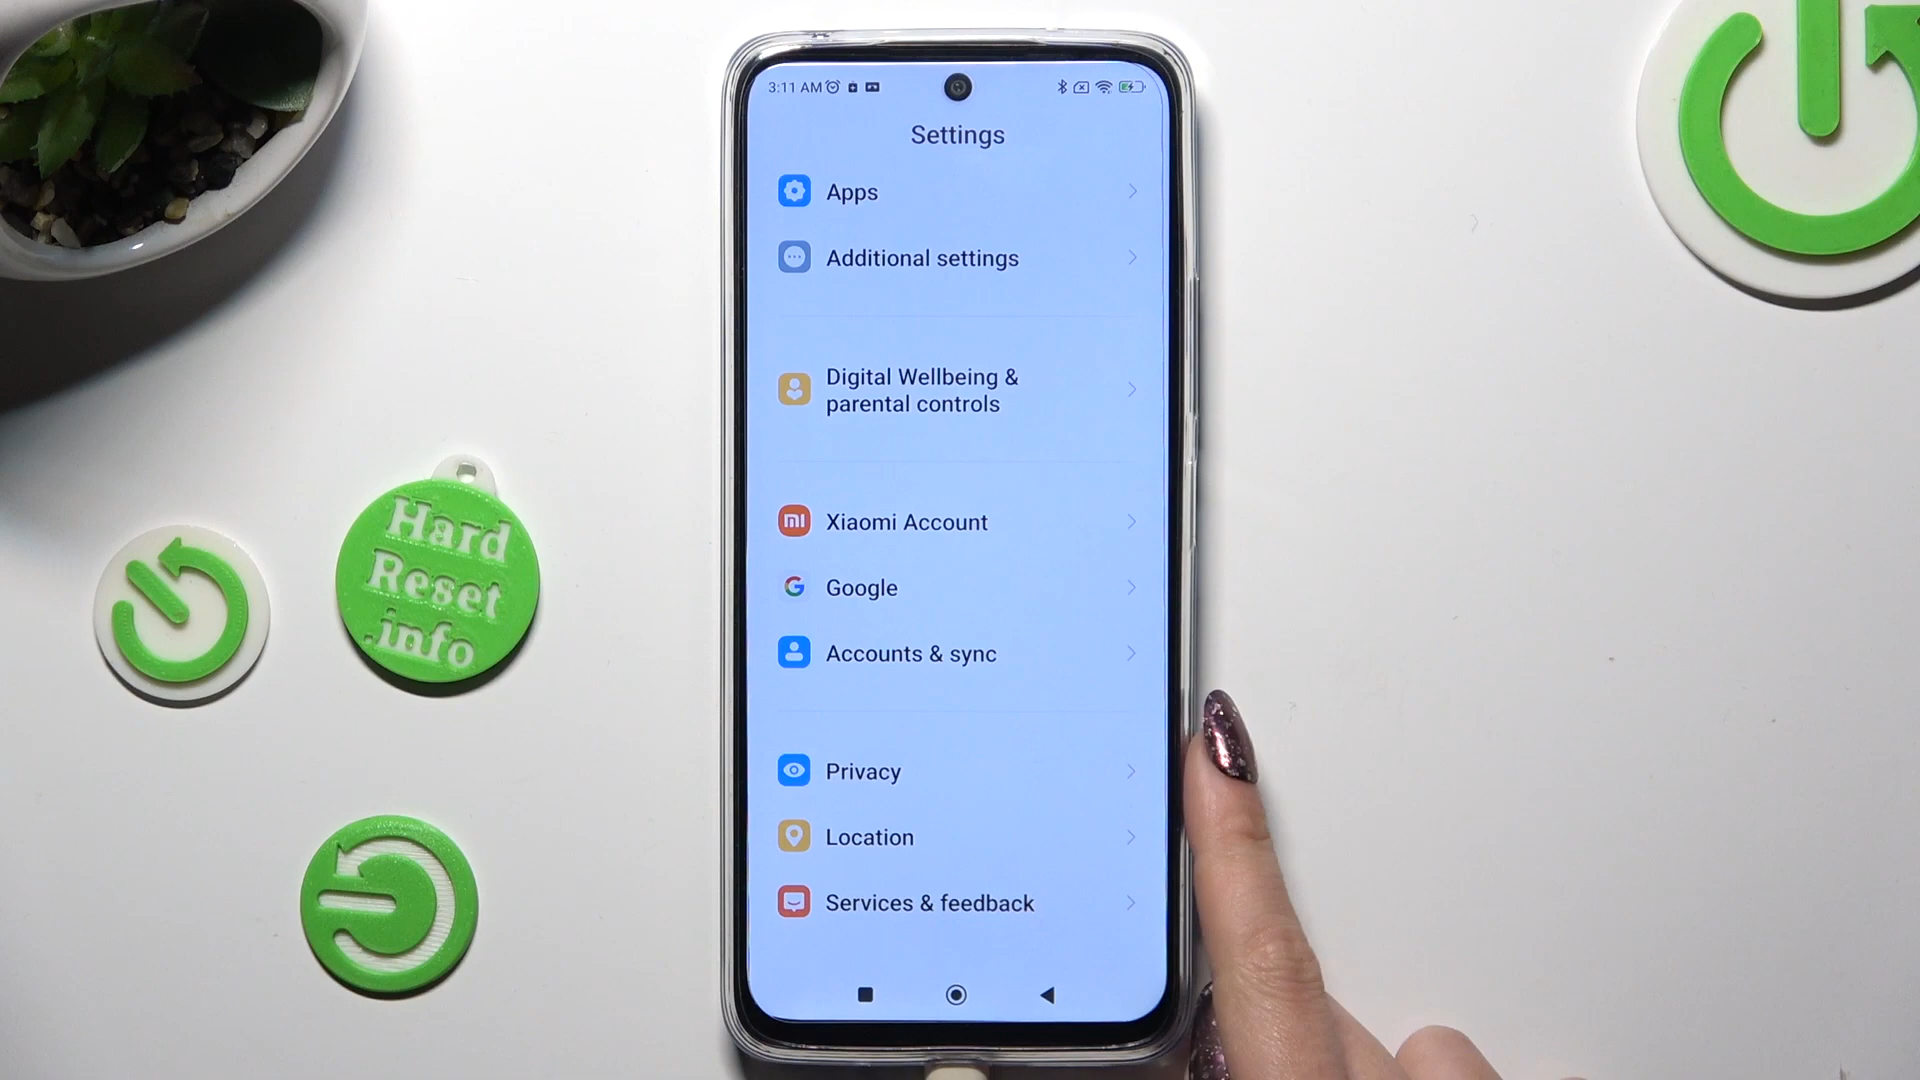 3:11 AM
Settings
Apps
Additional settings
Digital Wellbeing &
parental controls
mi
Xiaomi Account
G
Google
Accounts & sync
Privacy
Location
Services & feedback
Hard
Reset
.info